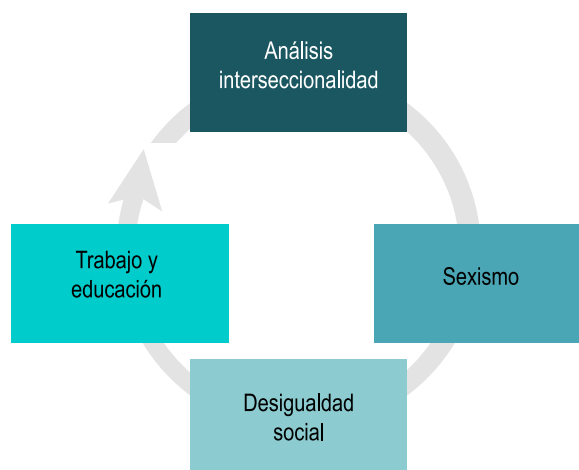 Análisis
interseccionalidad
Sexismo
Desigualdad
social
Trabajo y
educación